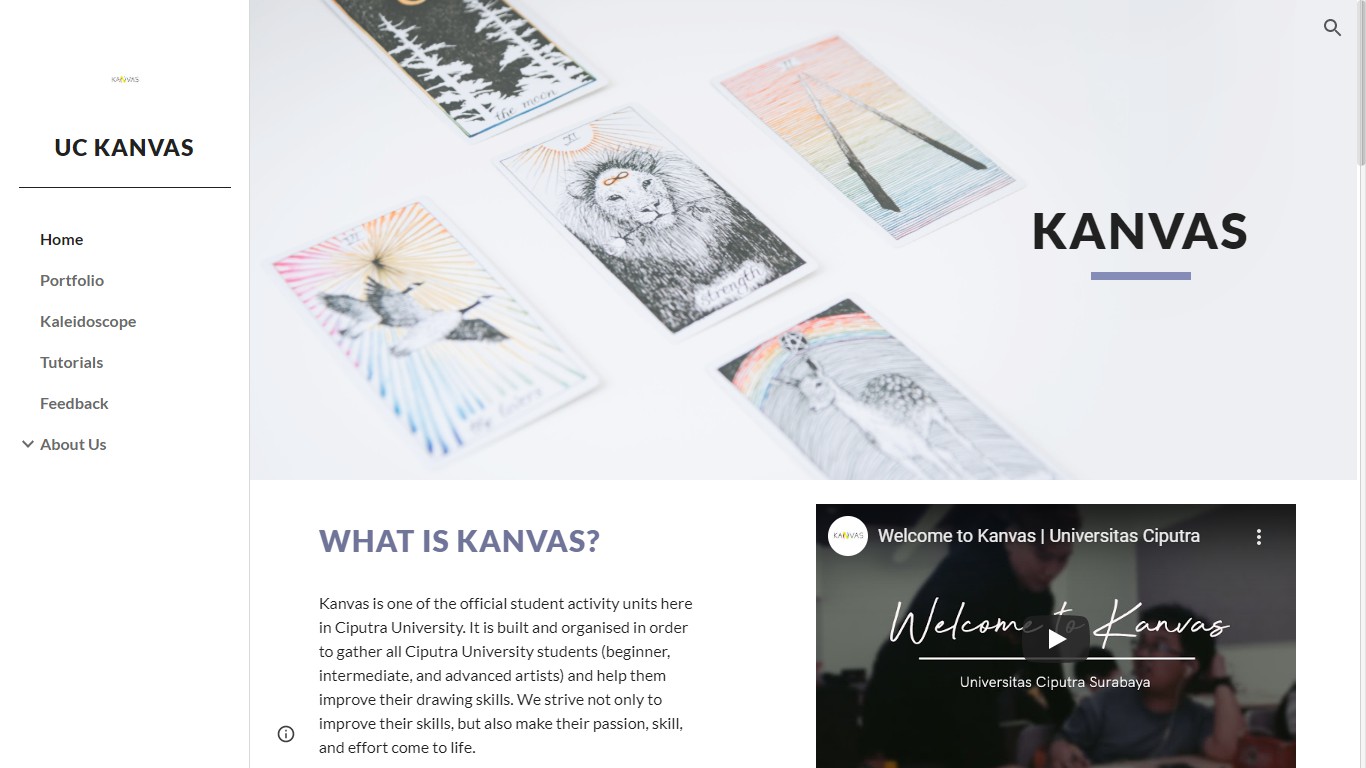 KANVAS
UC KANVAS
Home
Portfolio
Kaleidoscope
Tutorials
Feedback
About Us
the moon
VI
strength
KANVAS
WHAT IS KANVAS?
Kanvas is one of the official student activity units here
in Ciputra University. It is built and organised in order
to gather all Ciputra University students (beginner,
intermediate, and advanced artists) and help them
improve their drawing skills. We strive not only to
improve their skills, but also make their passion, skill,
and effort come to life.
KANVAS
Welcome to Kanvas | Universitas Ciputra
Welcome to Kanvas
Universitas Ciputra Surabaya